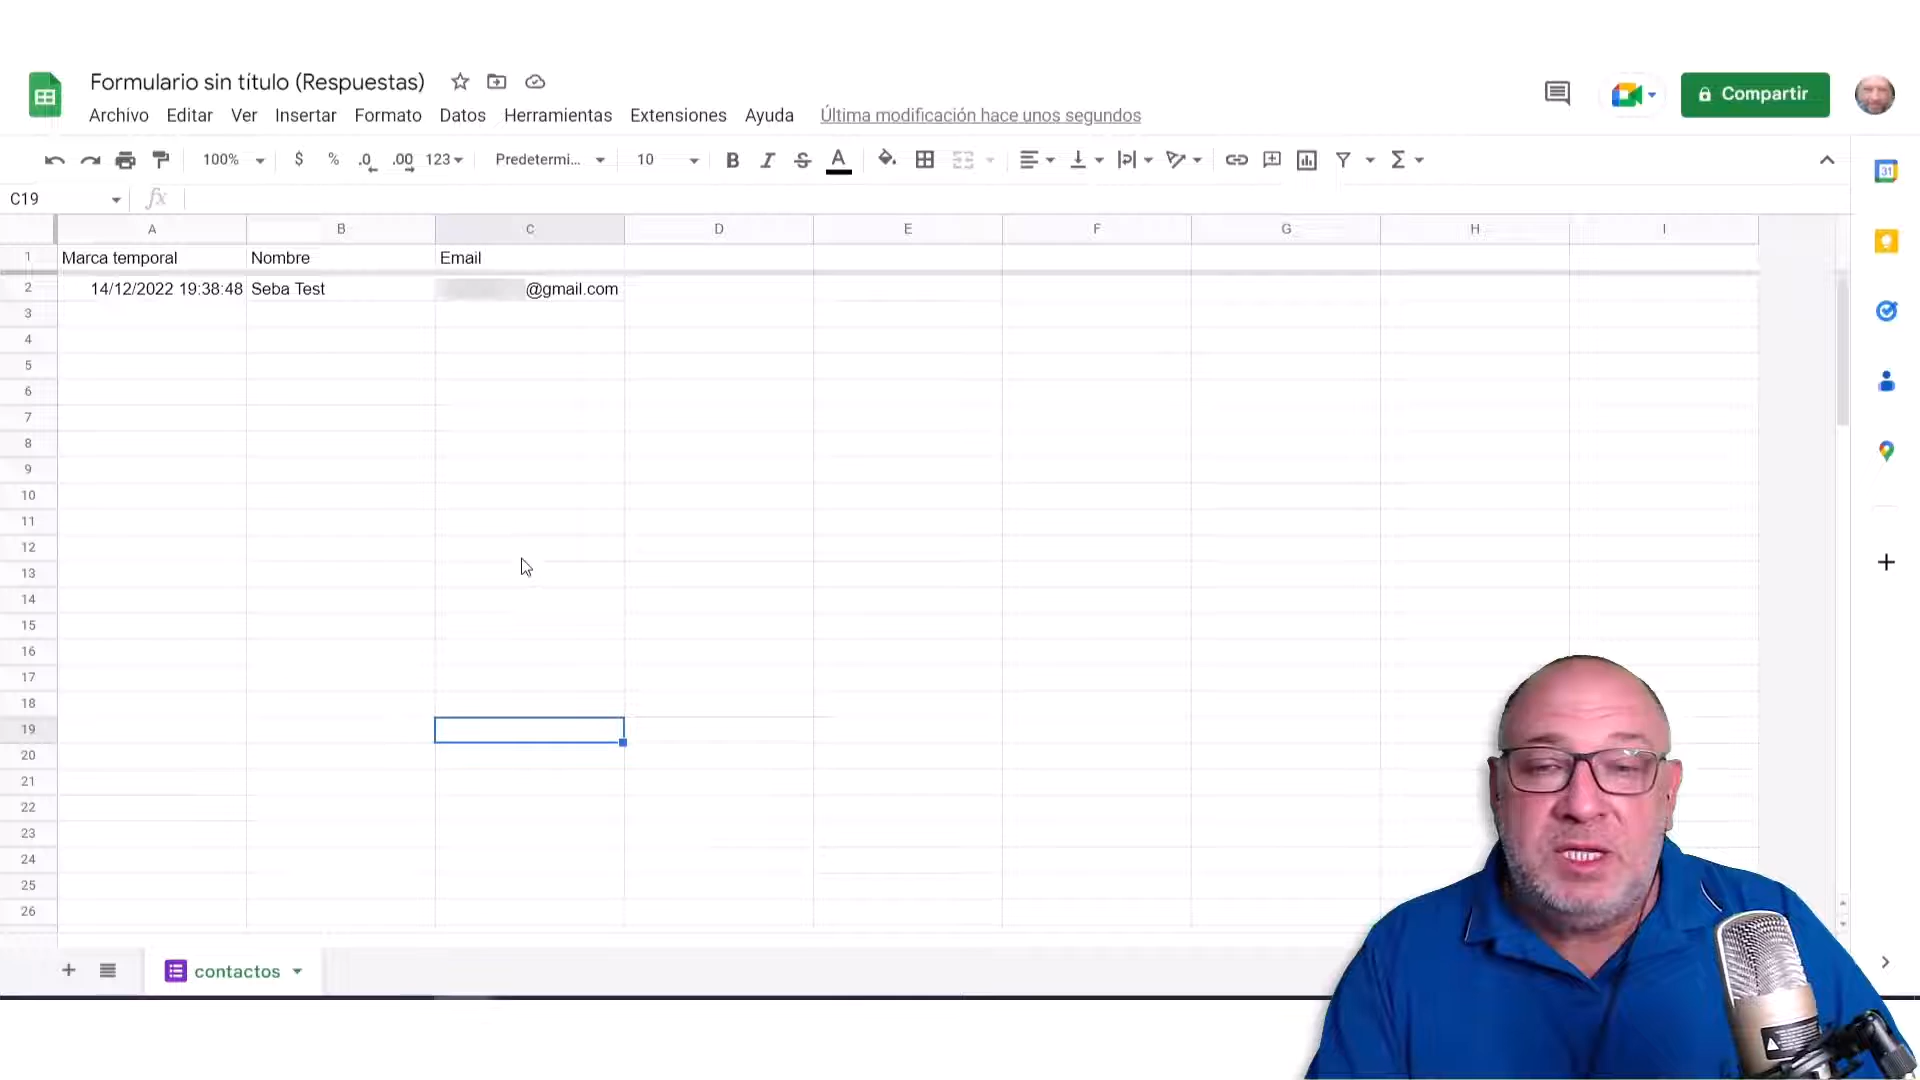 Formulario sin título (Respuestas)
Compartir
Archivo Editar Ver Insertar Formato Datos Herramientas Extensiones Ayuda Última modificación hace unos segundos
100% $ % .0 .00 123 Predetermi... 10 B I S A Σ
C19 fx
A B C D E F G H I
1 Marca temporal Nombre Email
2 14/12/2022 19:38:48 Seba Test @gmail.com
3
4
5
6
7
8
9
10
11
12
13
14
15
16
17
18
19
20
21
22
23
24
25
26
+ contactos
31